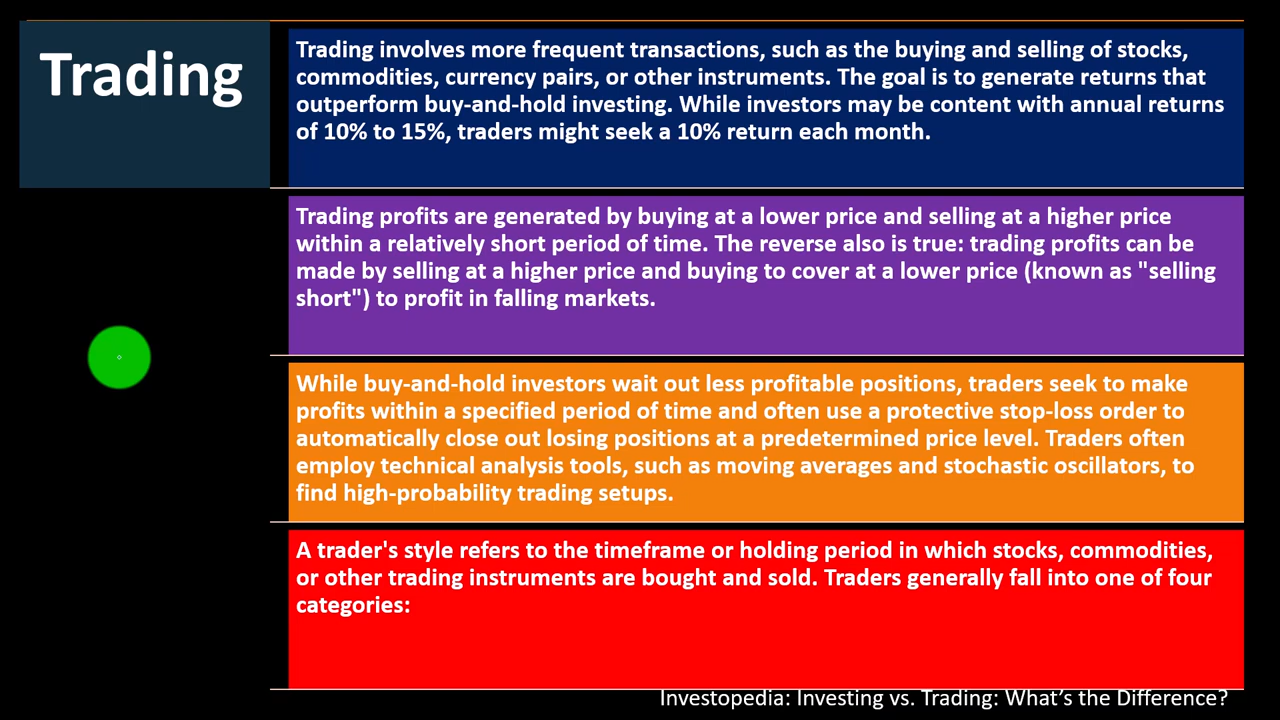 Trading
Trading involves more frequent transactions, such as the buying and selling of stocks,
commodities, currency pairs, or other instruments. The goal is to generate returns that
outperform buy-and-hold investing. While investors may be content with annual returns
of 10% to 15%, traders might seek a 10% return each month.
Trading profits are generated by buying at a lower price and selling at a higher price
within a relatively short period of time. The reverse also is true: trading profits can be
made by selling at a higher price and buying to cover at a lower price (known as "selling
short") to profit in falling markets.
While buy-and-hold investors wait out less profitable positions, traders seek to make
profits within a specified period of time and often use a protective stop-loss order to
automatically close out losing positions at a predetermined price level. Traders often
employ technical analysis tools, such as moving averages and stochastic oscillators, to
find high-probability trading setups.
A trader's style refers to the timeframe or holding period in which stocks, commodities,
or other trading instruments are bought and sold. Traders generally fall into one of four
categories:
Investopedia: Investing vs. Trading: What’s the Difference?